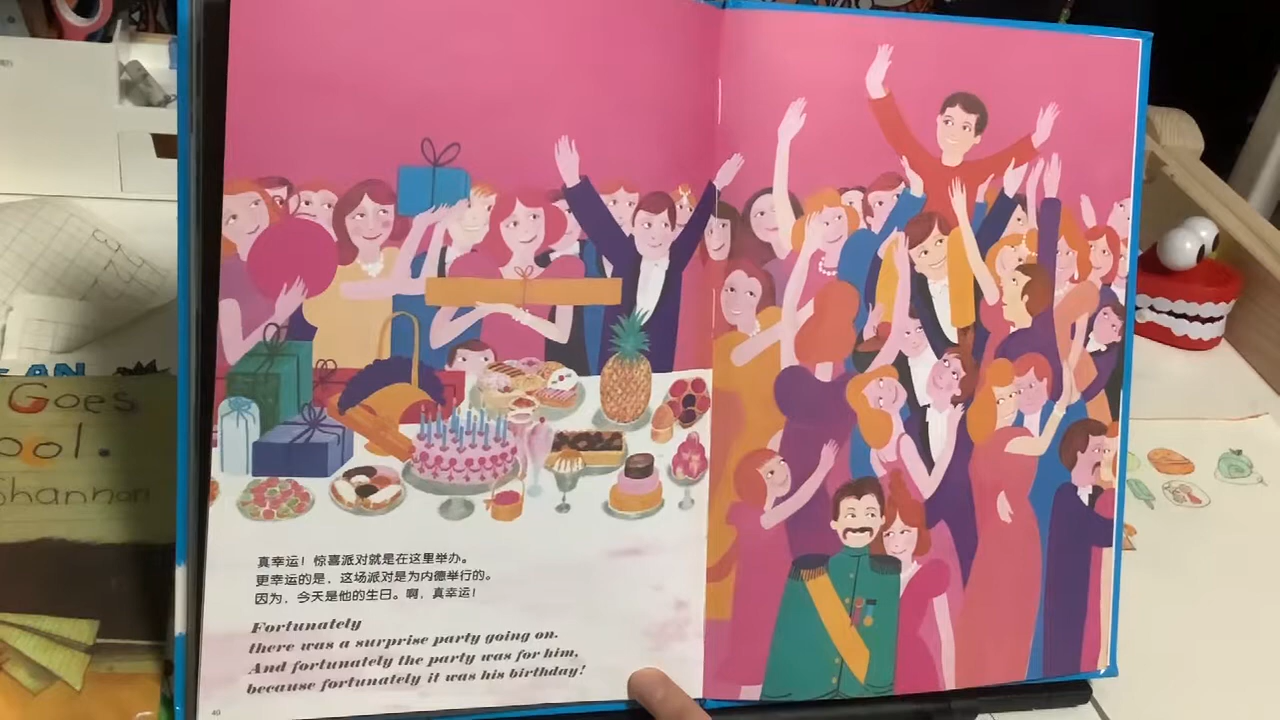 真幸运！惊喜派对就是在这里举办。
更幸运的是，这场派对是为内德举行的。
因为，今天是他的生日。啊，真幸运！
Fortunately
there was a surprise party going on.
And fortunately the party was for him,
because fortunately it was his birthday!
40
Goes
ool.
Shannon